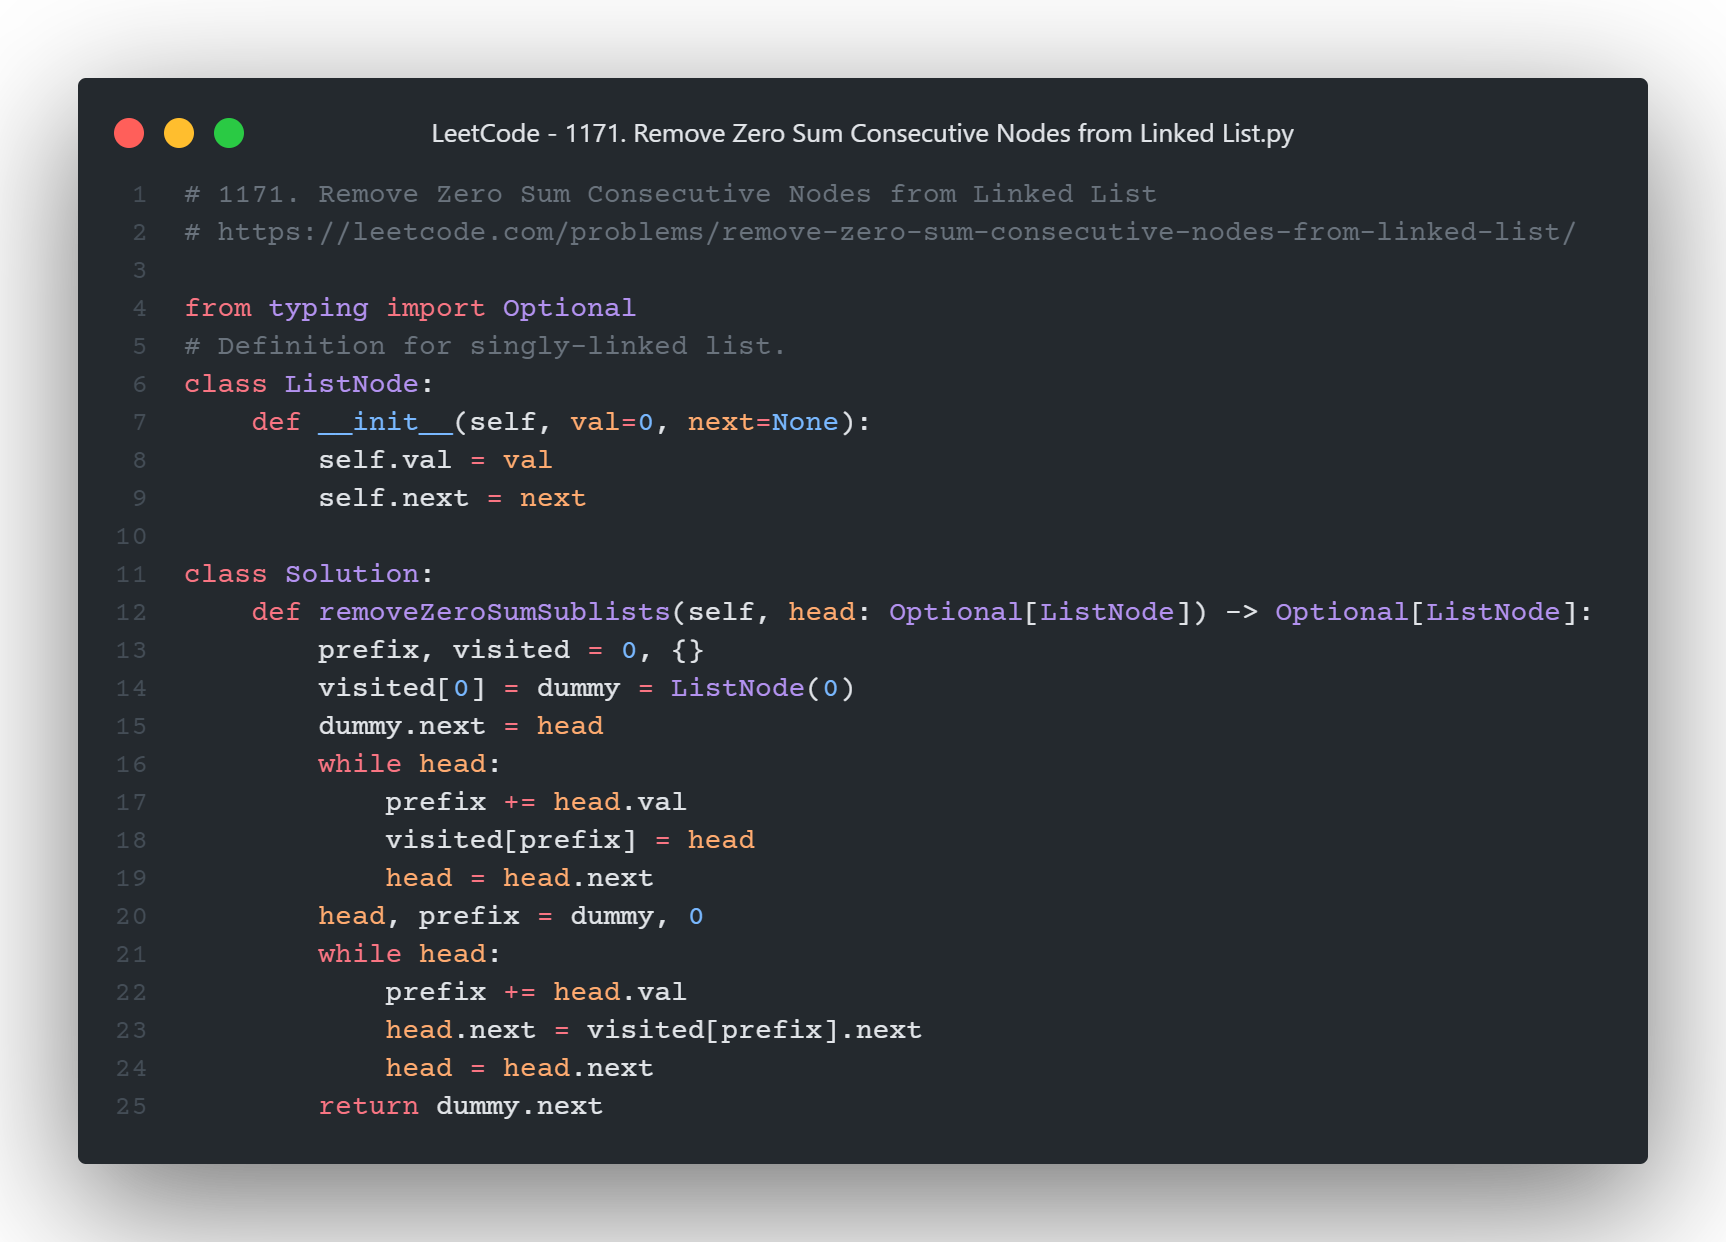 LeetCode - 1171. Remove Zero Sum Consecutive Nodes from Linked List.py
1 # 1171. Remove Zero Sum Consecutive Nodes from Linked List
2 # https://leetcode.com/problems/remove-zero-sum-consecutive-nodes-from-linked-list/
3
4 from typing import Optional
5 # Definition for singly-linked list.
6 class ListNode:
7     def __init__(self, val=0, next=None):
8         self.val = val
9         self.next = next
10
11 class Solution:
12     def removeZeroSumSublists(self, head: Optional[ListNode]) -> Optional[ListNode]:
13         prefix, visited = 0, {}
14         visited[0] = dummy = ListNode(0)
15         dummy.next = head
16         while head:
17             prefix += head.val
18             visited[prefix] = head
19             head = head.next
20         head, prefix = dummy, 0
21         while head:
22             prefix += head.val
23             head.next = visited[prefix].next
24             head = head.next
25         return dummy.next